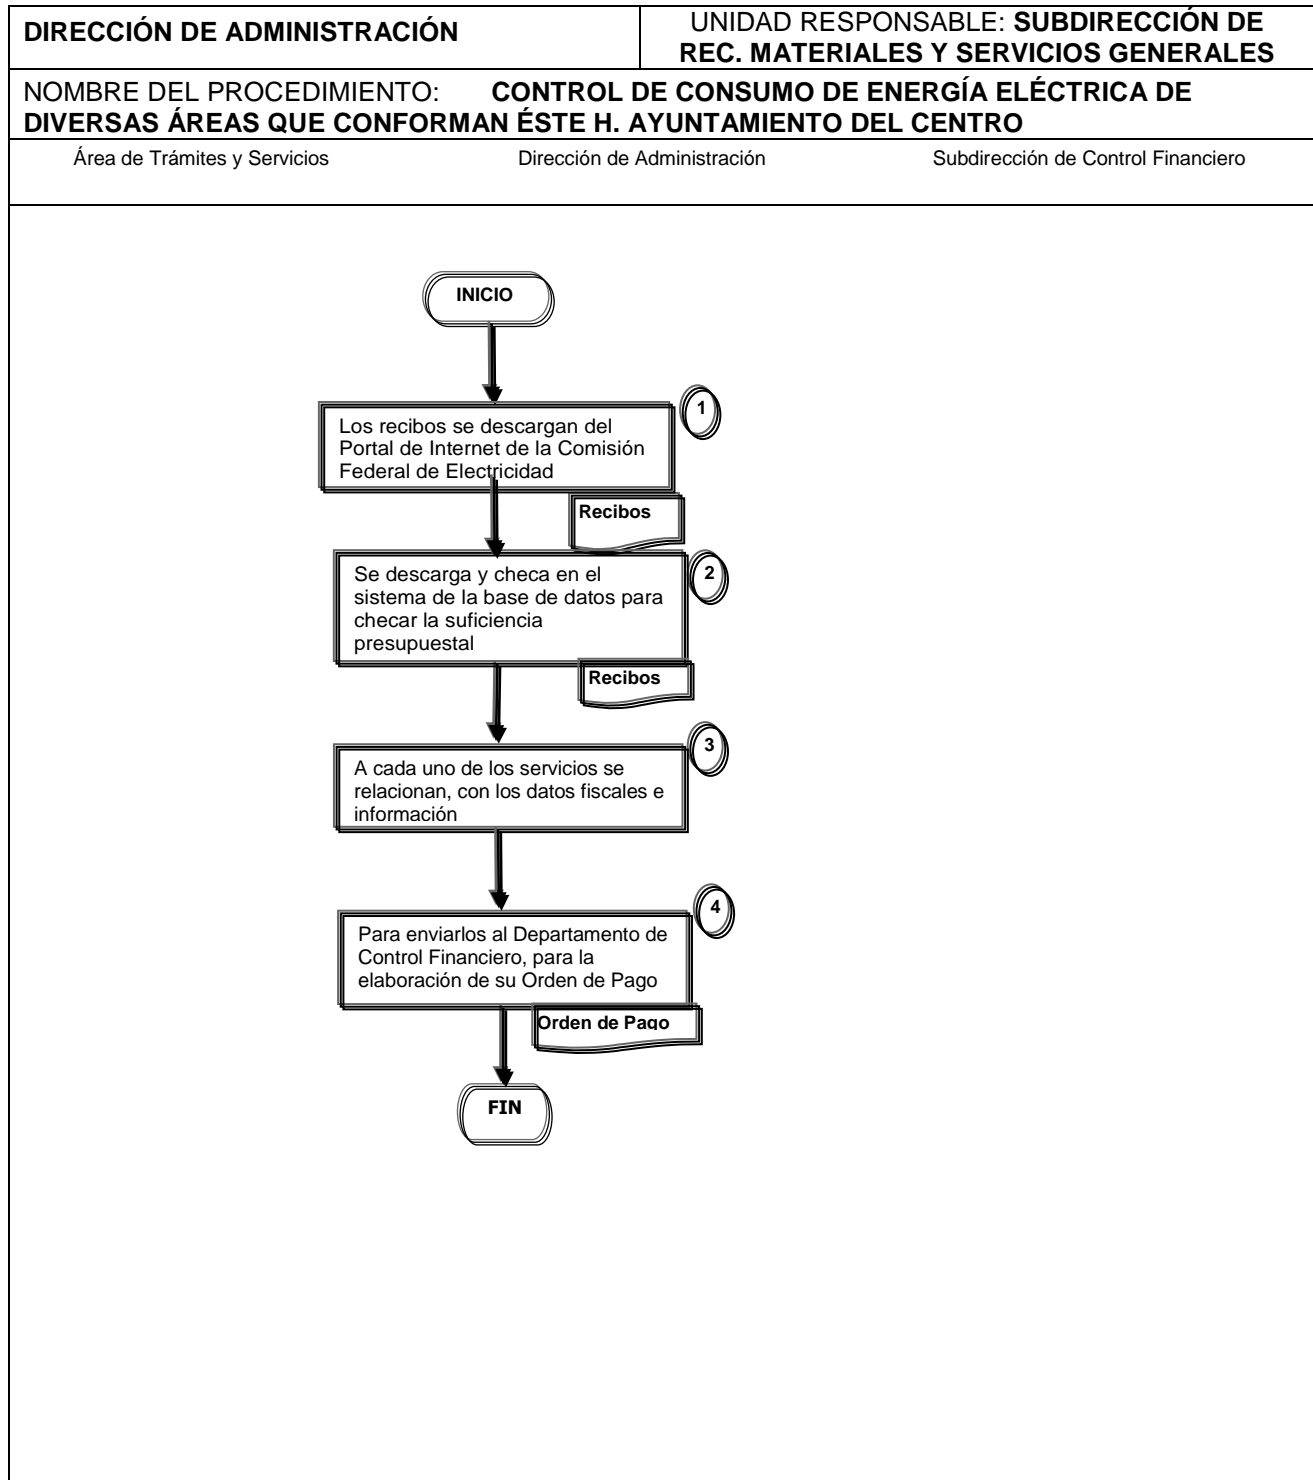 DIRECCIÓN DE ADMINISTRACIÓN
UNIDAD RESPONSABLE: SUBDIRECCIÓN DE
REC. MATERIALES Y SERVICIOS GENERALES
NOMBRE DEL PROCEDIMIENTO: CONTROL DE CONSUMO DE ENERGÍA ELÉCTRICA DE
DIVERSAS ÁREAS QUE CONFORMAN ÉSTE H. AYUNTAMIENTO DEL CENTRO
Área de Trámites y Servicios
Dirección de Administración
Subdirección de Control Financiero
INICIO
1
Los recibos se descargan del
Portal de Internet de la Comisión
Federal de Electricidad
Recibos
2
Se descarga y checa en el
sistema de la base de datos para
checar la suficiencia
presupuestal
Recibos
3
A cada uno de los servicios se
relacionan, con los datos fiscales e
información
4
Para enviarlos al Departamento de
Control Financiero, para la
elaboración de su Orden de Pago
Orden de Pago
FIN